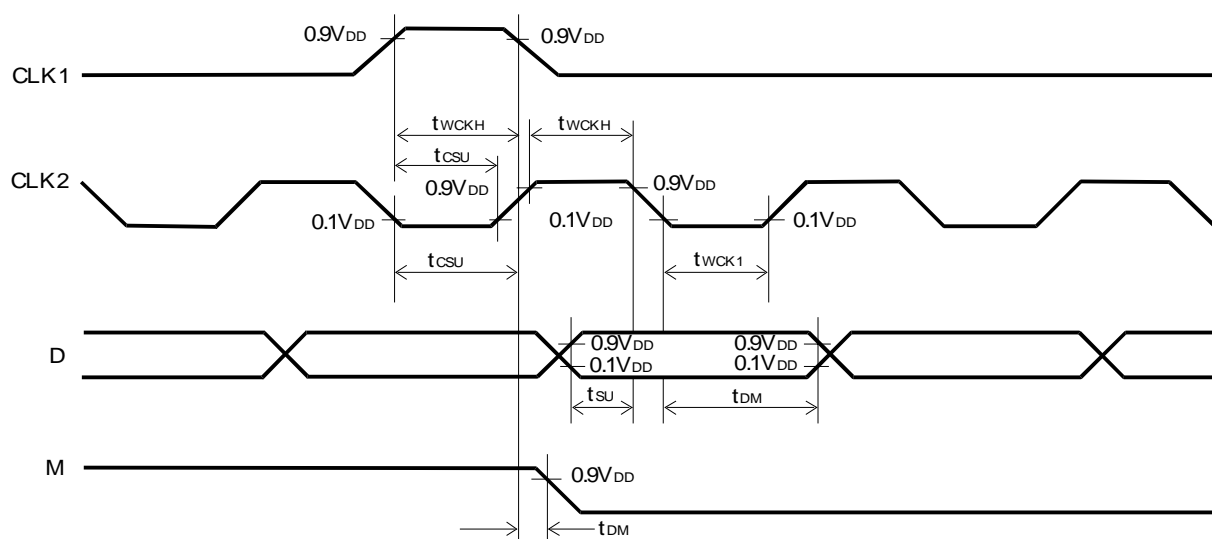 0.9VDD
0.9VDD
CLK1
tWCKH
tWCKH
tCSU
CLK2
0.9VDD
0.9VDD
0.1VDD
0.1VDD
0.1VDD
tCSU
tWCK1
D
0.9VDD
0.9VDD
0.1VDD
0.1VDD
tSU
tDM
M
0.9VDD
tDM